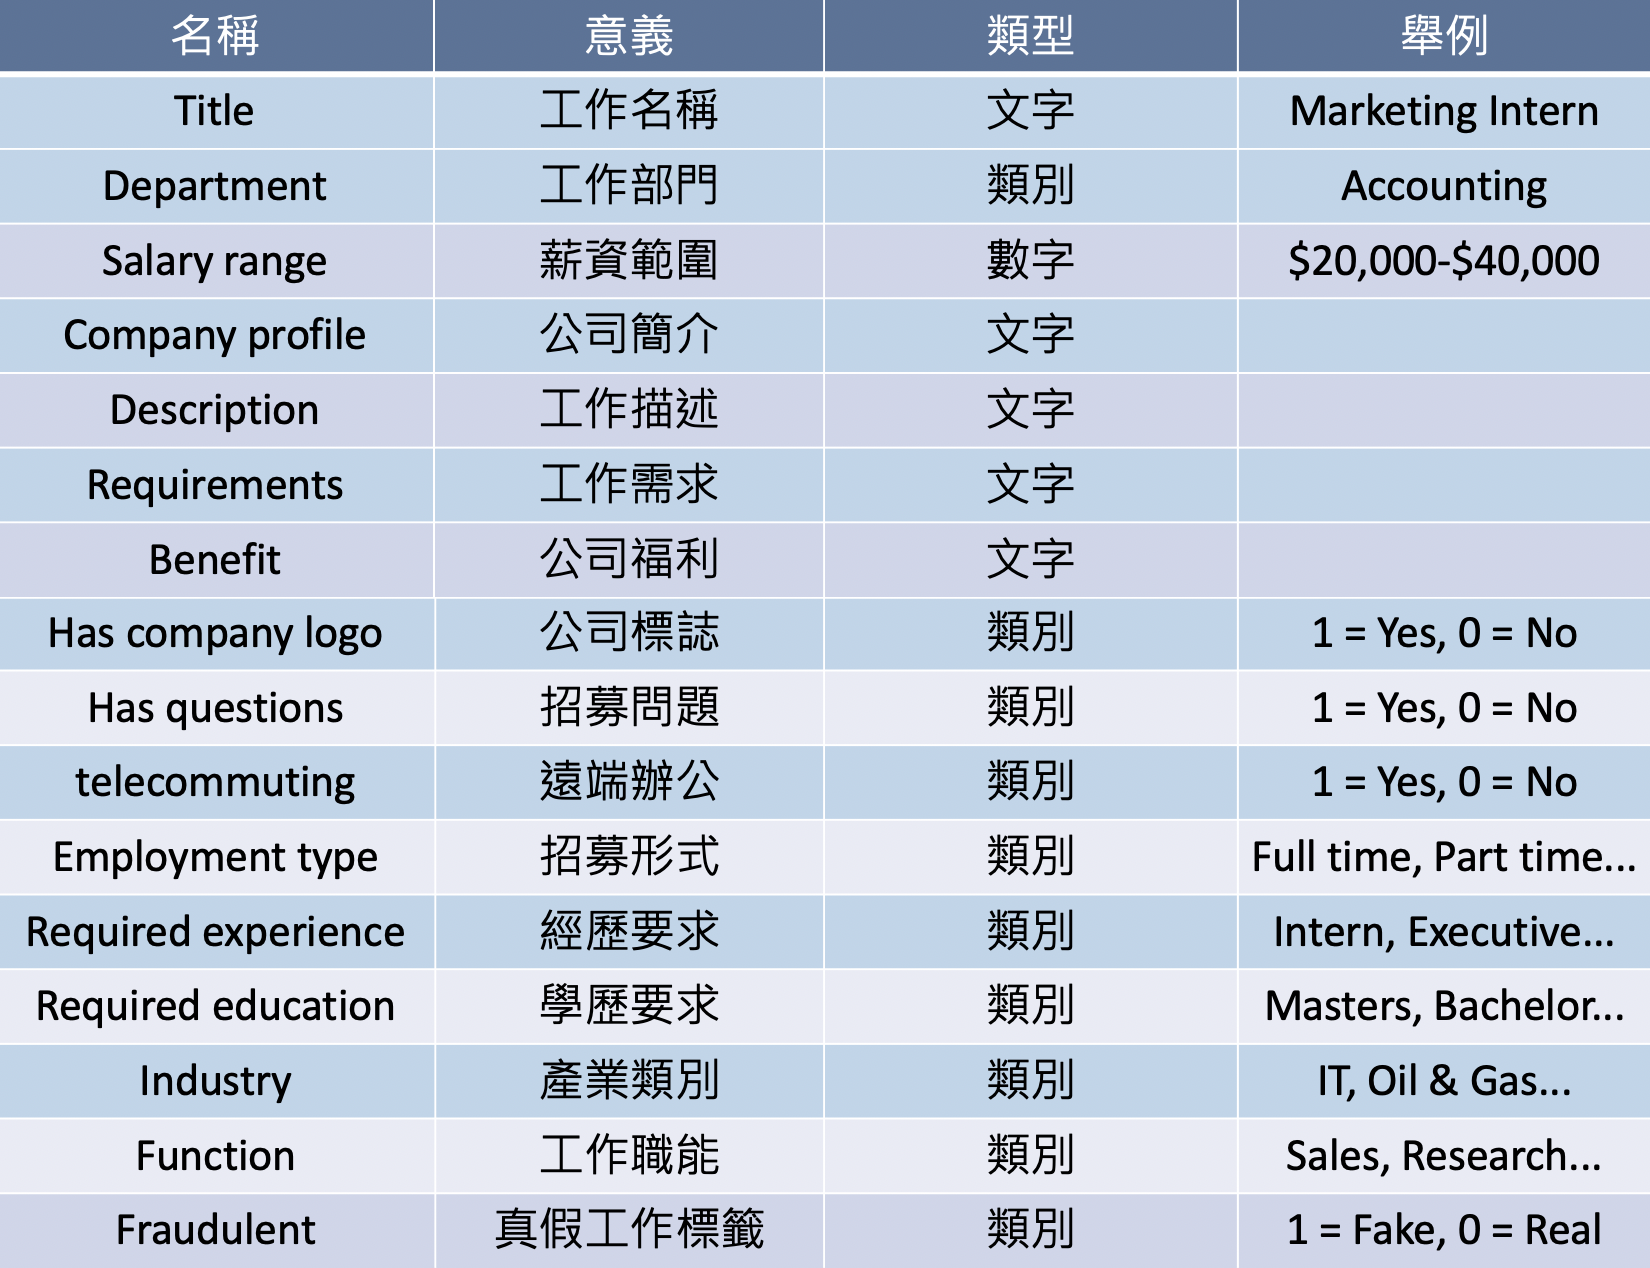 名稱 意義 類型 舉例
Title 工作名稱 文字 Marketing Intern
Department 工作部門 類別 Accounting
Salary range 薪資範圍 數字 $20,000-$40,000
Company profile 公司簡介 文字
Description 工作描述 文字
Requirements 工作需求 文字
Benefit 公司福利 文字
Has company logo 公司標誌 類別 1 = Yes, 0 = No
Has questions 招募問題 類別 1 = Yes, 0 = No
telecommuting 遠端辦公 類別 1 = Yes, 0 = No
Employment type 招募形式 類別 Full time, Part time...
Required experience 經歷要求 類別 Intern, Executive...
Required education 學歷要求 類別 Masters, Bachelor...
Industry 產業類別 類別 IT, Oil & Gas...
Function 工作職能 類別 Sales, Research...
Fraudulent 真假工作標籤 類別 1 = Fake, 0 = Real